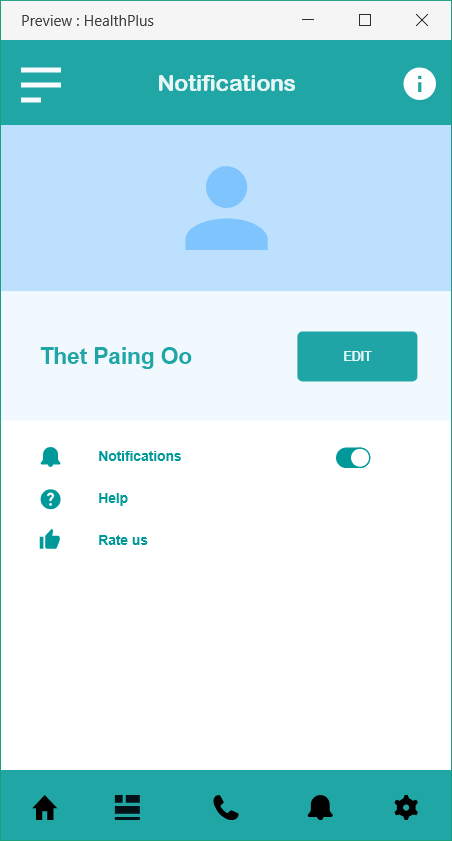 Preview : HealthPlus
Notifications
Thet Paing Oo
EDIT
Notifications
Help
Rate us